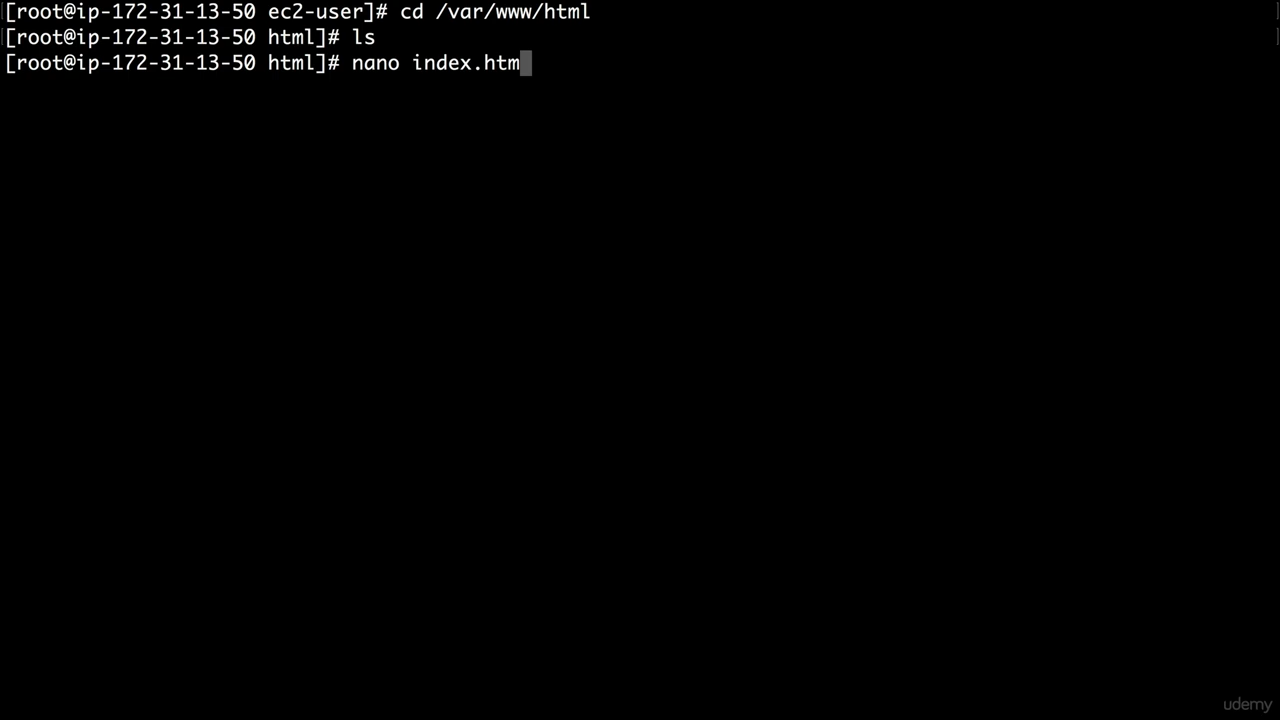 [root@ip-172-31-13-50 ec2-user]# cd /var/www/html
[root@ip-172-31-13-50 html]# ls
[root@ip-172-31-13-50 html]# nano index.htm
udemy